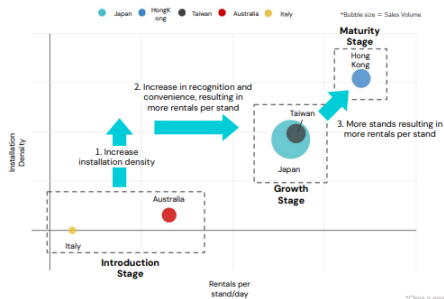 Japan
HongK
ong
Taiwan
Australia
Italy
*Bubble size = Sales Volume
Maturity
Stage
Hong
Kong
2. Increase in recognition and
convenience, resulting in
more rentals per stand
Taiwan
3. More stands resulting in
more rentals per stand
1. Increase
installation density
Japan
Growth
Stage
Installation
Density
Australia
Italy
Introduction
Stage
Rentals per
stand/day